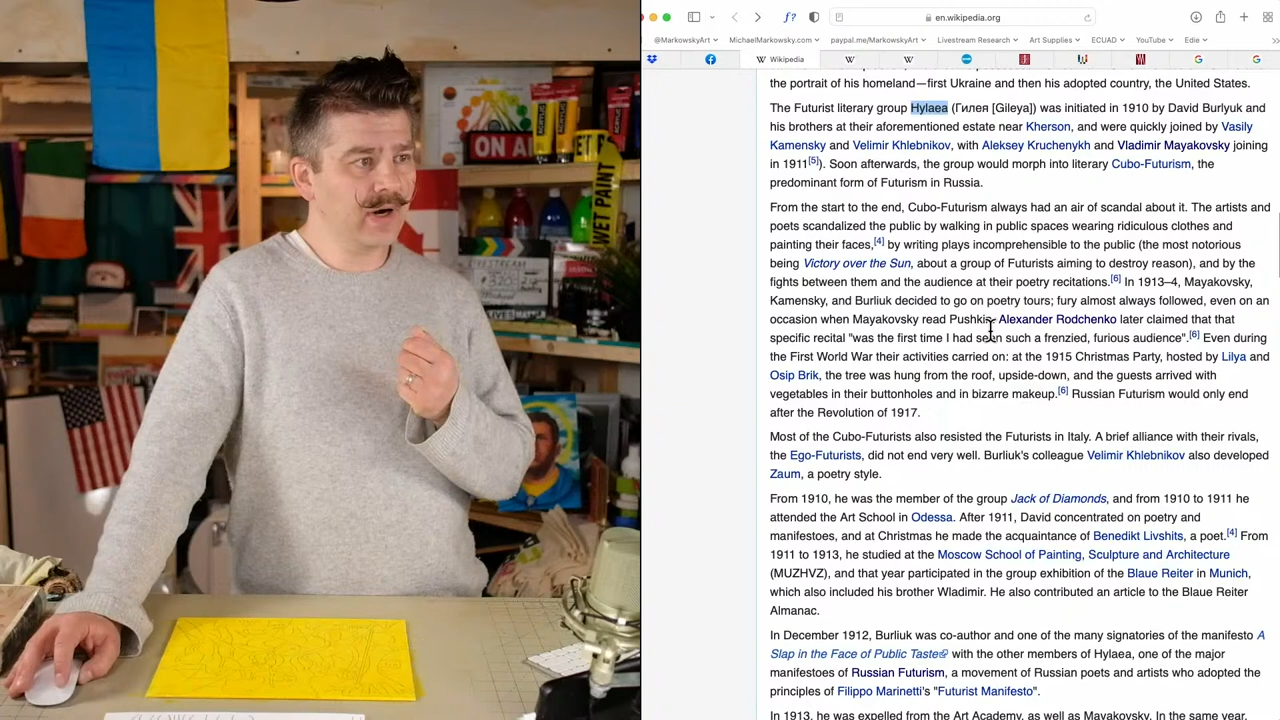 ON AI
WET PAINT
LIVESTREAM
en.wikipedia.org
@MarkowskyArt MichaelMarkowsky.com paypal.me/MarkowskyArt Livestream Research Art Supplies ECUAD YouTube Edie
Wikipedia
the portrait of his homeland—first Ukraine and then his adopted country, the United States.
The Futurist literary group Hylaea (Гилея [Gileya]) was initiated in 1910 by David Burlyuk and
his brothers at their aforementioned estate near Kherson, and were quickly joined by Vasily
Kamensky and Velimir Khlebnikov, with Aleksey Kruchenykh and Vladimir Mayakovsky joining
in 1911[5]). Soon afterwards, the group would morph into literary Cubo-Futurism, the
predominant form of Futurism in Russia.
From the start to the end, Cubo-Futurism always had an air of scandal about it. The artists and
poets scandalized the public by walking in public spaces wearing ridiculous clothes and
painting their faces,[4] by writing plays incomprehensible to the public (the most notorious
being Victory over the Sun, about a group of Futurists aiming to destroy reason), and by the
fights between them and the audience at their poetry recitations.[6] In 1913–4, Mayakovsky,
Kamensky, and Burliuk decided to go on poetry tours; fury almost always followed, even on an
occasion when Mayakovsky read Pushkin. Alexander Rodchenko later claimed that that
specific recital "was the first time I had seen such a frenzied, furious audience".[6] Even during
the First World War their activities carried on: at the 1915 Christmas Party, hosted by Lilya and
Osip Brik, the tree was hung from the roof, upside-down, and the guests arrived with
vegetables in their buttonholes and in bizarre makeup.[6] Russian Futurism would only end
after the Revolution of 1917.
Most of the Cubo-Futurists also resisted the Futurists in Italy. A brief alliance with their rivals,
the Ego-Futurists, did not end very well. Burliuk's colleague Velimir Khlebnikov also developed
Zaum, a poetry style.
From 1910, he was the member of the group Jack of Diamonds, and from 1910 to 1911 he
attended the Art School in Odessa. After 1911, David concentrated on poetry and
manifestoes, and at Christmas he made the acquaintance of Benedikt Livshits, a poet.[4] From
1911 to 1913, he studied at the Moscow School of Painting, Sculpture and Architecture
(MUZHVZ), and that year participated in the group exhibition of the Blaue Reiter in Munich,
which also included his brother Wladimir. He also contributed an article to the Blaue Reiter
Almanac.
In December 1912, Burliuk was co-author and one of the many signatories of the manifesto A
Slap in the Face of Public Taste with the other members of Hylaea, one of the major
manifestoes of Russian Futurism, a movement of Russian poets and artists who adopted the
principles of Filippo Marinetti's "Futurist Manifesto".
In 1913, he was expelled from the Art Academy, as well as Mayakovsky. In the same year,